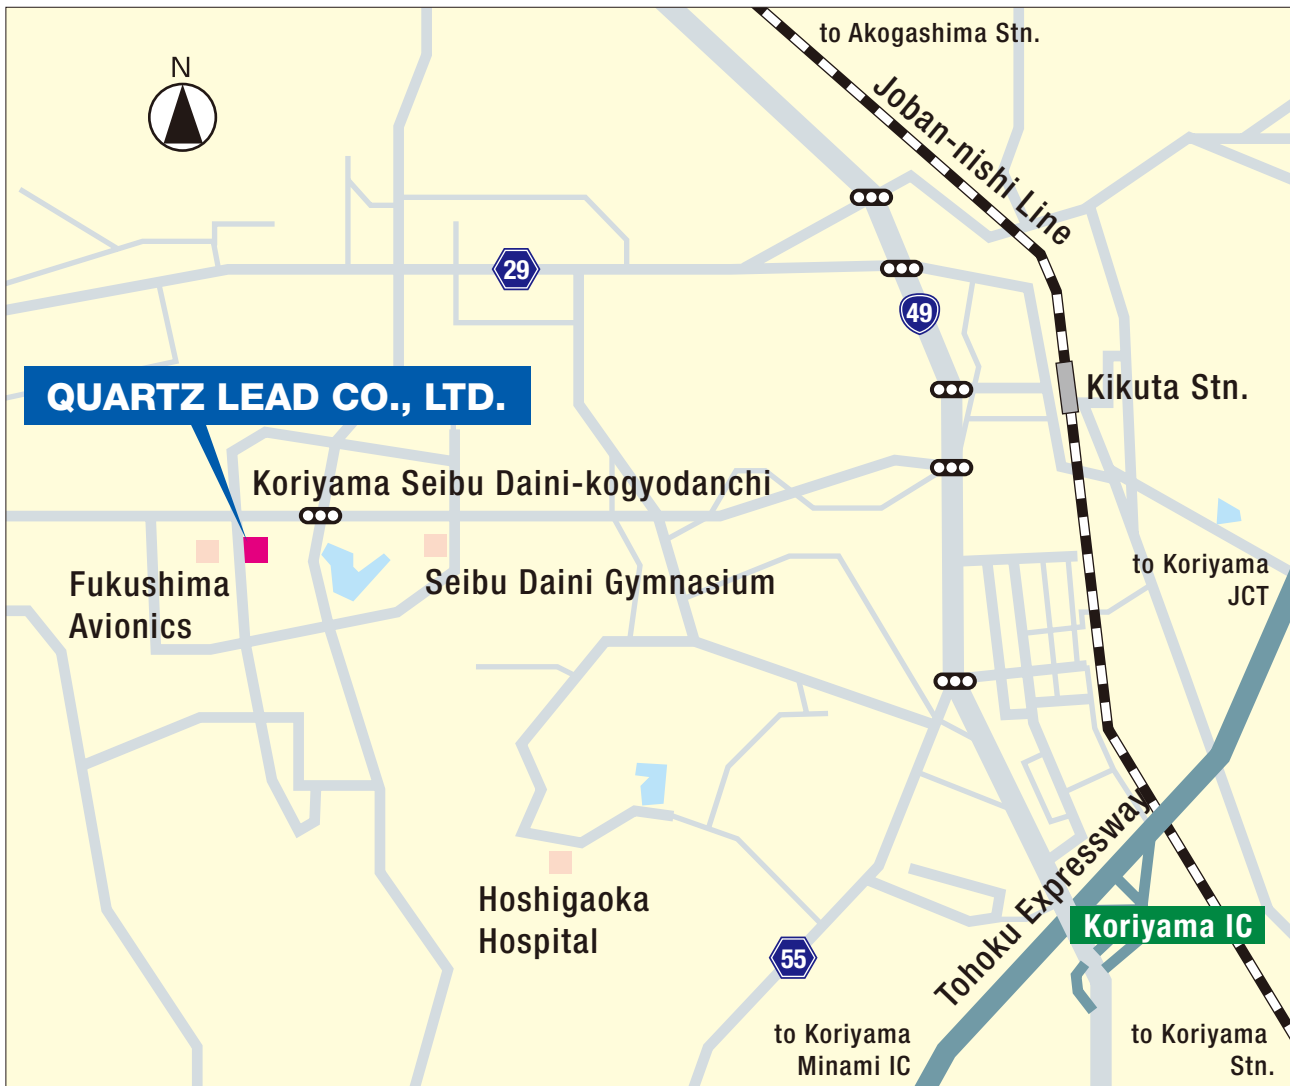 to Akogashima Stn.
N
Joban-nishi Line
29
49
QUARTZ LEAD CO., LTD.
Kikuta Stn.
Koriyama Seibu Daini-kogyodanchi
Fukushima
Avionics
Seibu Daini Gymnasium
to Koriyama
JCT
Tohoku Expressway
Hoshigaoka
Hospital
Koriyama IC
55
to Koriyama
Minami IC
to Koriyama
Stn.